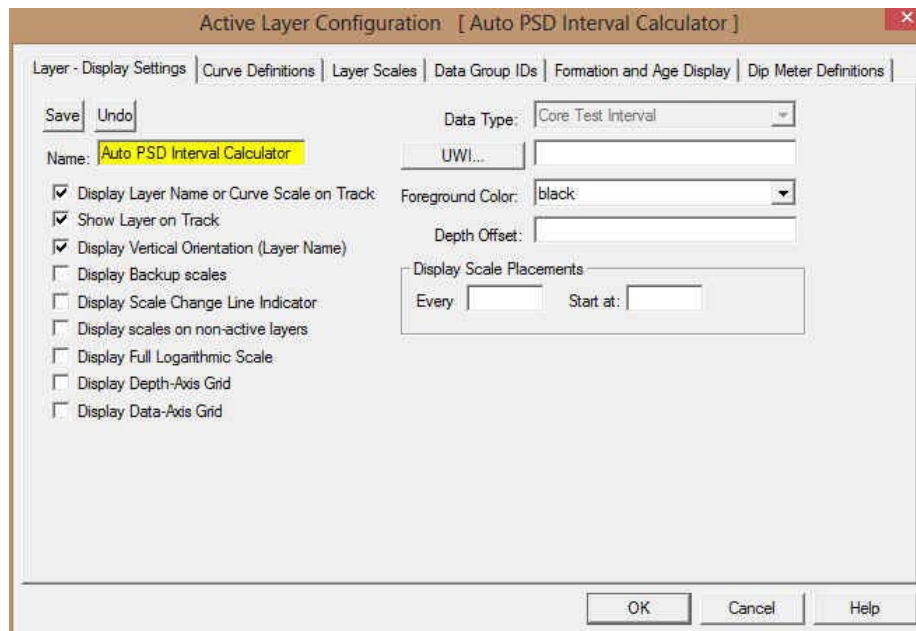 Active Layer Configuration [ Auto PSD Interval Calculator ]
Layer - Display Settings
Curve Definitions
Layer Scales
Data Group IDs
Formation and Age Display
Dip Meter Definitions
Save
Undo
Name:
Auto PSD Interval Calculator
Display Layer Name or Curve Scale on Track
Show Layer on Track
Display Vertical Orientation (Layer Name)
Display Backup scales
Display Scale Change Line Indicator
Display scales on non-active layers
Display Full Logarithmic Scale
Display Depth-Axis Grid
Display Data-Axis Grid
Data Type:
Core Test Interval
UWI...
Foreground Color:
black
Depth Offset:
Display Scale Placements
Every
Start at:
OK
Cancel
Help